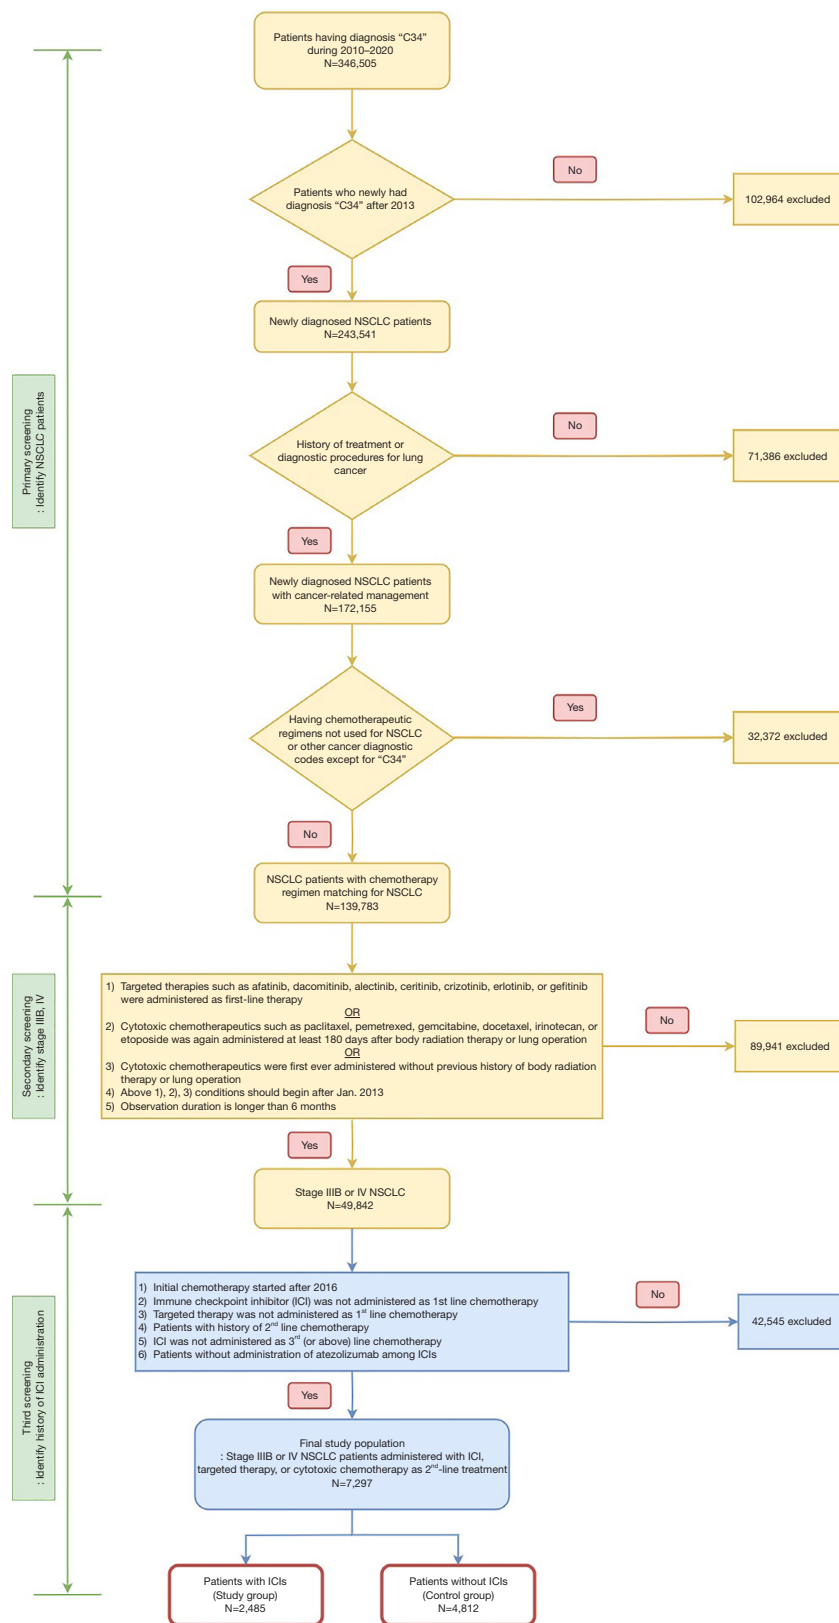 Patients having diagnosis “C34”
during 2010–2020
N=346,505
No
Patients who newly had
diagnosis “C34” after 2013
102,964 excluded
Yes
Newly diagnosed NSCLC patients
N=243,541
No
History of treatment or
diagnostic procedures for lung
cancer
71,386 excluded
Primary screening
: Identify NSCLC patients
Yes
Newly diagnosed NSCLC patients
with cancer-related management
N=172,155
Yes
Having chemotherapeutic
regimens not used for NSCLC
or other cancer diagnostic
codes except for “C34”
32,372 excluded
No
NSCLC patients with chemotherapy
regimen matching for NSCLC
N=139,783
Secondary screening
: Identify stage IIIB, IV
1) Targeted therapies such as afatinib, dacomitinib, alectinib, ceritinib, crizotinib, erlotinib, or gefitinib
were administered as first-line therapy
OR
2) Cytotoxic chemotherapeutics such as paclitaxel, pemetrexed, gemcitabine, docetaxel, irinotecan, or
etoposide was again administered at least 180 days after body radiation therapy or lung operation
OR
3) Cytotoxic chemotherapeutics were first ever administered without previous history of body radiation
therapy or lung operation
4) Above 1), 2), 3) conditions should begin after Jan. 2013
5) Observation duration is longer than 6 months
No
89,941 excluded
Yes
Stage IIIB or IV NSCLC
N=49,842
Third screening
: Identify history of ICI administration
1) Initial chemotherapy started after 2016
2) Immune checkpoint inhibitor (ICI) was not administered as 1st line chemotherapy
3) Targeted therapy was not administered as 1st line chemotherapy
4) Patients with history of 2nd line chemotherapy
5) ICI was not administered as 3rd (or above) line chemotherapy
6) Patients without administration of atezolizumab among ICIs
No
42,545 excluded
Yes
Final study population
: Stage IIIB or IV NSCLC patients administered with ICI,
targeted therapy, or cytotoxic chemotherapy as 2nd-line treatment
N=7,297
Patients with ICIs
(Study group)
N=2,485
Patients without ICIs
(Control group)
N=4,812